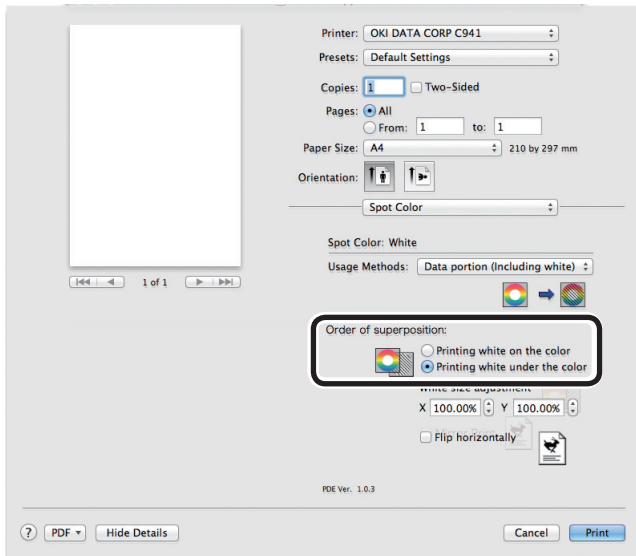 Printer: OKI DATA CORP C941
Presets: Default Settings
Copies: 1 Two-Sided
Pages: All
From: 1 to: 1
Paper Size: A4 210 by 297 mm
Orientation:
Spot Color
Spot Color: White
Usage Methods: Data portion (Including white)
1 of 1
Order of superposition:
Printing white on the color
Printing white under the color
White size adjustment
X 100.00% Y 100.00%
Flip horizontally
PDE Ver. 1.0.3
? PDF Hide Details Cancel Print